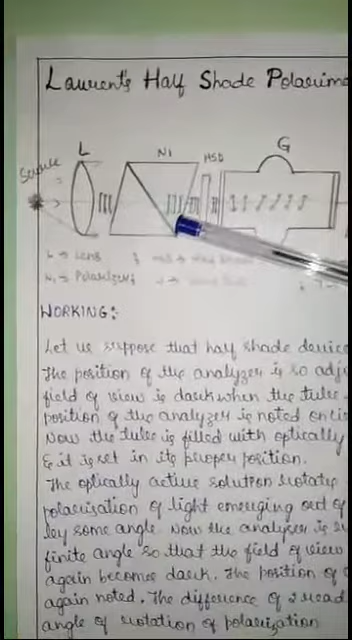 Laurent's Half Shade Polarime
L
N1
HSD
G
Source
L → Lens
N1 → Polarizer
WORKING:
Let us suppose that half shade device
The position of the analyzer is so adj
field of view is dark when the tube
position of the analyzer is noted on ci
Now the tube is filled with optically
& it is set in its proper position.
The optically active solution rotates
polarisation of light emerging out of
by some angle. Now the analyser is
finite angle so that the field of view
again become dark. The position of
again noted. The difference of 2 read
angle of rotation of polarization